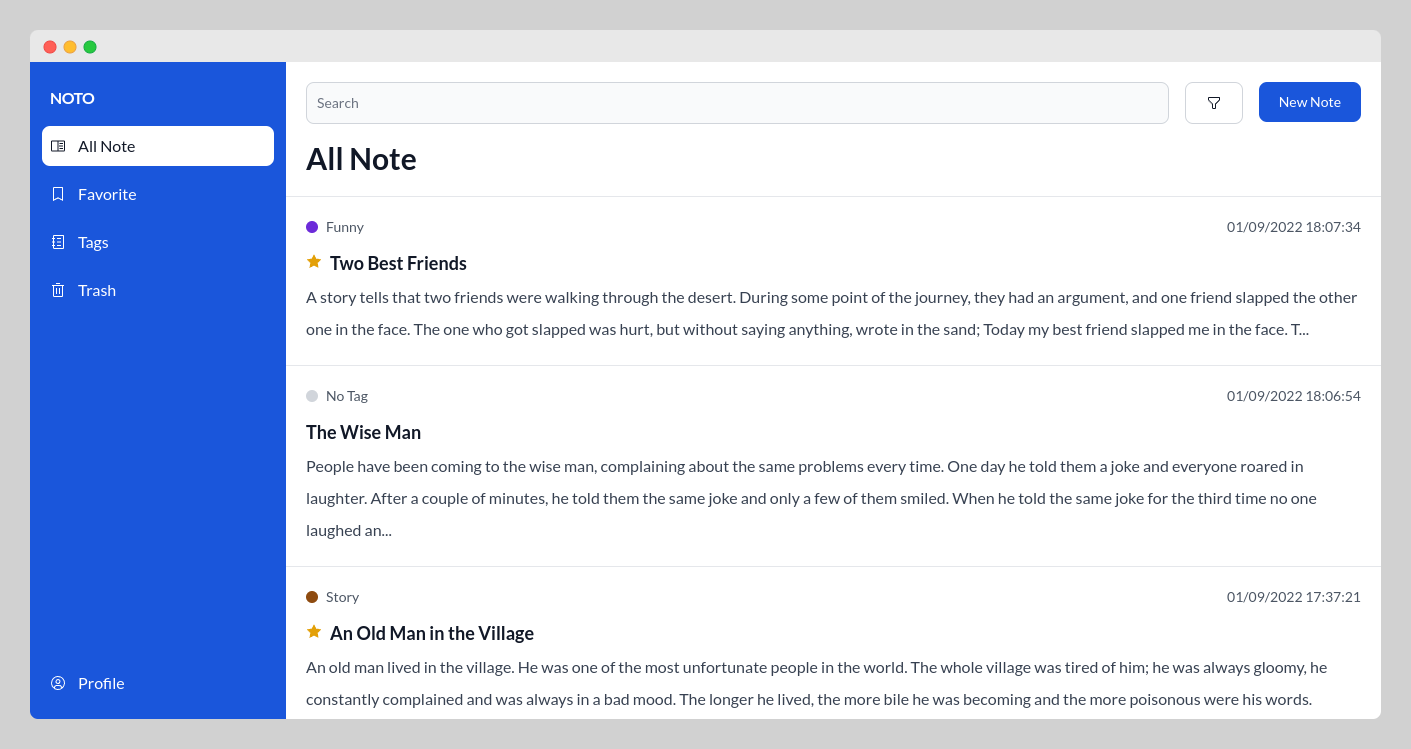 NOTO
All Note
Favorite
Tags
Trash
Profile
Search
New Note
All Note
Funny
01/09/2022 18:07:34
Two Best Friends
A story tells that two friends were walking through the desert. During some point of the journey, they had an argument, and one friend slapped the other
one in the face. The one who got slapped was hurt, but without saying anything, wrote in the sand; Today my best friend slapped me in the face. T...
No Tag
01/09/2022 18:06:54
The Wise Man
People have been coming to the wise man, complaining about the same problems every time. One day he told them a joke and everyone roared in
laughter. After a couple of minutes, he told them the same joke and only a few of them smiled. When he told the same joke for the third time no one
laughed an...
Story
01/09/2022 17:37:21
An Old Man in the Village
An old man lived in the village. He was one of the most unfortunate people in the world. The whole village was tired of him; he was always gloomy, he
constantly complained and was always in a bad mood. The longer he lived, the more bile he was becoming and the more poisonous were his words.